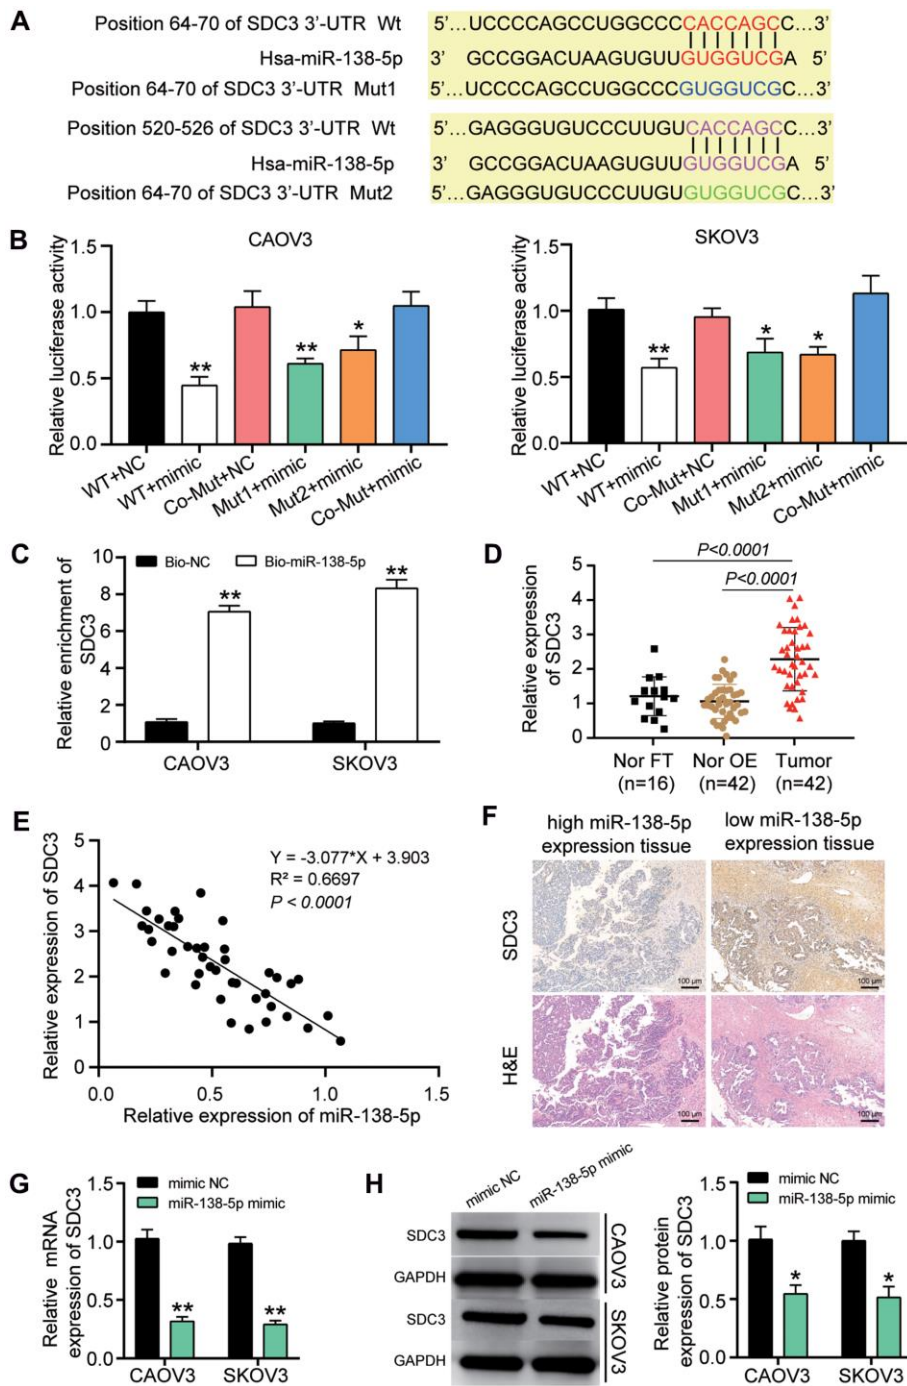 A
Position 64-70 of SDC3 3’-UTR Wt 5’...UCCCCAGCCUGGCCCCACCAGCC...3’
Hsa-miR-138-5p 3’ GCCGGACUAAGUGUUGUGGUCGA 5’
Position 64-70 of SDC3 3’-UTR Mut1 5’...UCCCCAGCCUGGCCCGUGGUCGC...3’
Position 520-526 of SDC3 3’-UTR Wt 5’...GAGGGUGUCCCUUGUCACCAGCC...3’
Hsa-miR-138-5p 3’ GCCGGACUAAGUGUUGUGGUCGA 5’
Position 64-70 of SDC3 3’-UTR Mut2 5’...GAGGGUGUCCCUUGUGUGGUCGC...3’
B
CAOV3
Relative luciferase activity
1.5
1.0
0.5
0.0
**
**
*
WT+NC
WT+mimic
Co-Mut+NC
Mut1+mimic
Mut2+mimic
Co-Mut+mimic
SKOV3
Relative luciferase activity
1.5
1.0
0.5
0.0
**
*
*
WT+NC
WT+mimic
Co-Mut+NC
Mut1+mimic
Mut2+mimic
Co-Mut+mimic
C
Relative enrichment of
SDC3
Bio-NC Bio-miR-138-5p
10
8
6
4
2
0
**
**
CAOV3 SKOV3
D
Relative expression
of SDC3
P<0.0001
P<0.0001
5
4
3
2
1
0
Nor FT Nor OE Tumor
(n=16) (n=42) (n=42)
E
Relative expression of SDC3
5
4
3
2
1
0
Y = -3.077*X + 3.903
R² = 0.6697
P < 0.0001
0.0 0.5 1.0 1.5
Relative expression of miR-138-5p
F
high miR-138-5p
expression tissue
low miR-138-5p
expression tissue
SDC3
100 μm
100 μm
H&E
100 μm
100 μm
G
Relative mRNA
expression of SDC3
mimic NC
miR-138-5p mimic
1.5
1.0
0.5
0.0
**
**
CAOV3 SKOV3
H
mimic NC
miR-138-5p mimic
SDC3
GAPDH
CAOV3
SDC3
GAPDH
SKOV3
Relative protein
expression of SDC3
mimic NC
miR-138-5p mimic
1.5
1.0
0.5
0.0
*
*
CAOV3 SKOV3